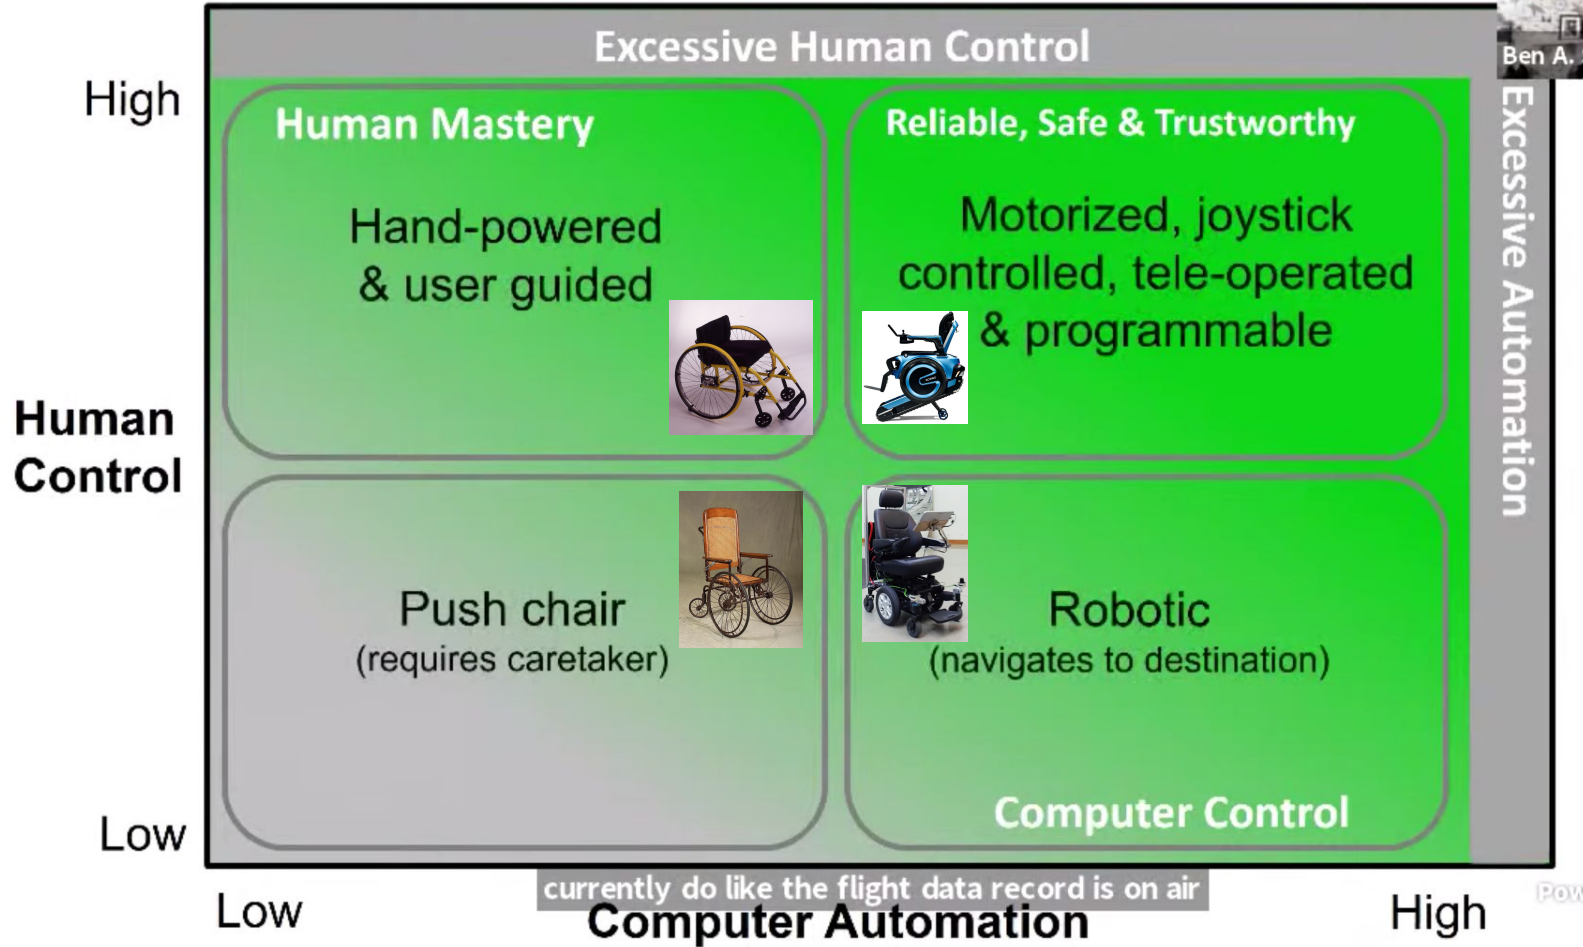 Excessive Human Control
Ben A.
High
Human Mastery
Reliable, Safe & Trustworthy
Excessive Automation
Hand-powered
& user guided
Motorized, joystick
controlled, tele-operated
& programmable
Human
Control
Push chair
(requires caretaker)
Robotic
(navigates to destination)
Computer Control
Low
currently do like the flight data record is on air
Low
Computer Automation
High